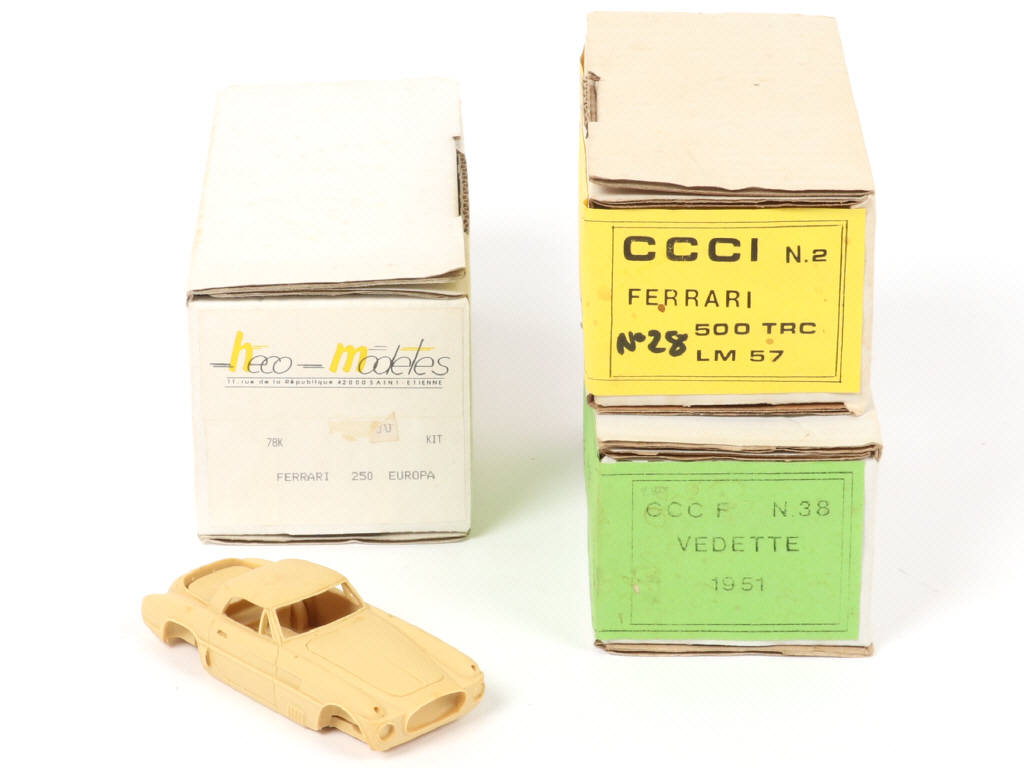 heco modeles
11, rue de la République 42000 SAINT-ETIENNE
78K KIT
FERRARI 250 EUROPA
CCCI N.2
FERRARI
N°28 500 TRC
LM 57
CCC F N.38
VEDETTE
1951